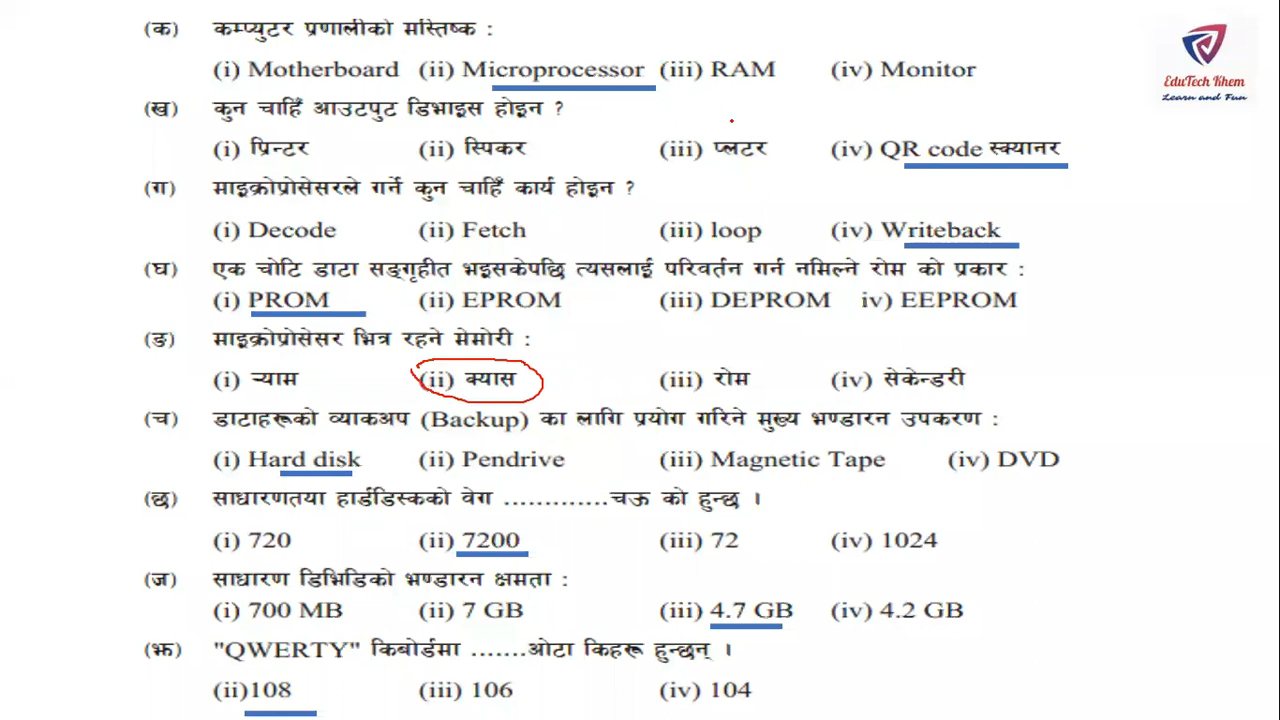 (क) कम्प्युटर प्रणालीको मस्तिष्क :
(i) Motherboard (ii) Microprocessor (iii) RAM (iv) Monitor
(ख) कुन चाहिँ आउटपुट डिभाइस होइन ?
(i) प्रिन्टर (ii) स्पिकर (iii) प्लटर (iv) QR code स्क्यानर
(ग) माइक्रोप्रोसेसरले गर्ने कुन चाहिँ कार्य होइन ?
(i) Decode (ii) Fetch (iii) loop (iv) Writeback
(घ) एक चोटि डाटा सङ्गृहीत भइसकेपछि त्यसलाई परिवर्तन गर्न नमिल्ने रोम को प्रकार :
(i) PROM (ii) EPROM (iii) DEPROM iv) EEPROM
(ङ) माइक्रोप्रोसेसर भित्र रहने मेमोरी :
(i) र्‍याम (ii) क्यास (iii) रोम (iv) सेकेन्डरी
(च) डाटाहरूको व्याकअप (Backup) का लागि प्रयोग गरिने मुख्य भण्डारन उपकरण :
(i) Hard disk (ii) Pendrive (iii) Magnetic Tape (iv) DVD
(छ) साधारणतया हार्डडिस्कको वेग .............चऊ को हुन्छ ।
(i) 720 (ii) 7200 (iii) 72 (iv) 1024
(ज) साधारण डिभिडिको भण्डारन क्षमता :
(i) 700 MB (ii) 7 GB (iii) 4.7 GB (iv) 4.2 GB
(झ) "QWERTY" किबोर्डमा .......ओटा किहरू हुन्छन् ।
(ii)108 (iii) 106 (iv) 104
EduTech Khem
Learn and Fun